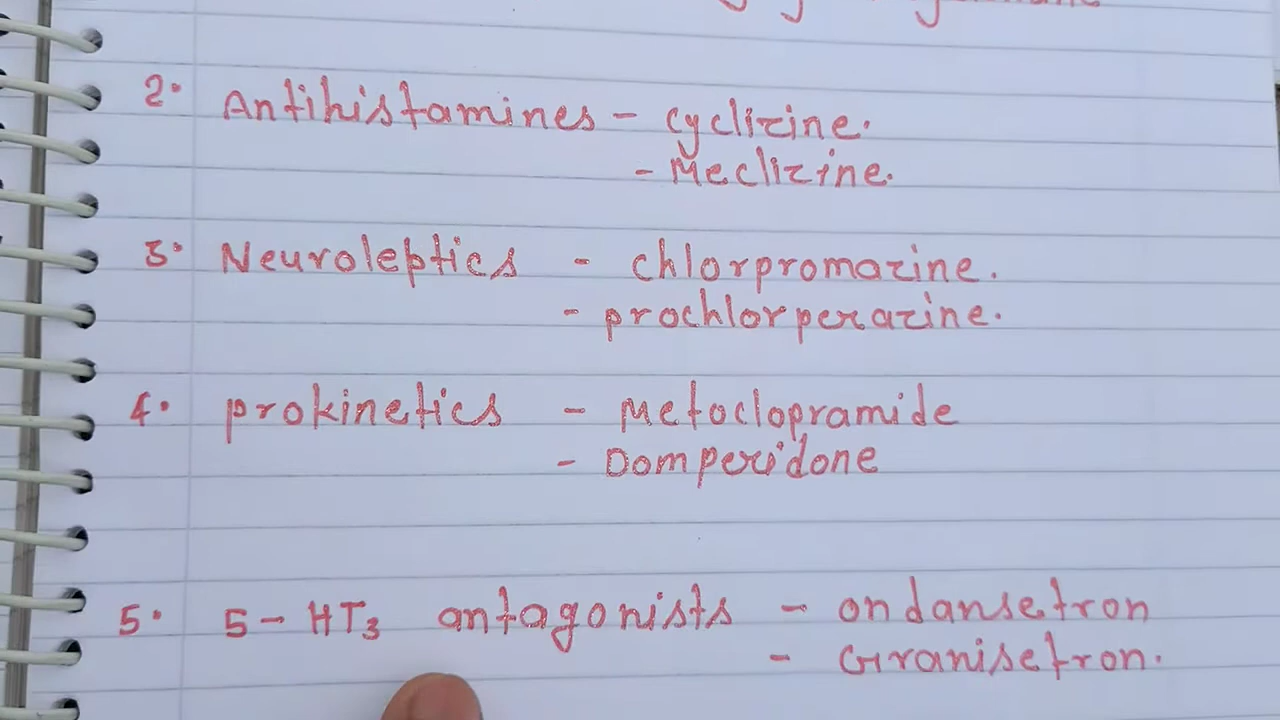 2. Antihistamines - cyclizine.
- Meclizine.
3. Neuroleptics - chlorpromazine.
- prochlorperazine.
4. prokinetics - Metoclopramide
- Domperidone
5. 5-HT₃ antagonists - ondansetron
- Granisetron.